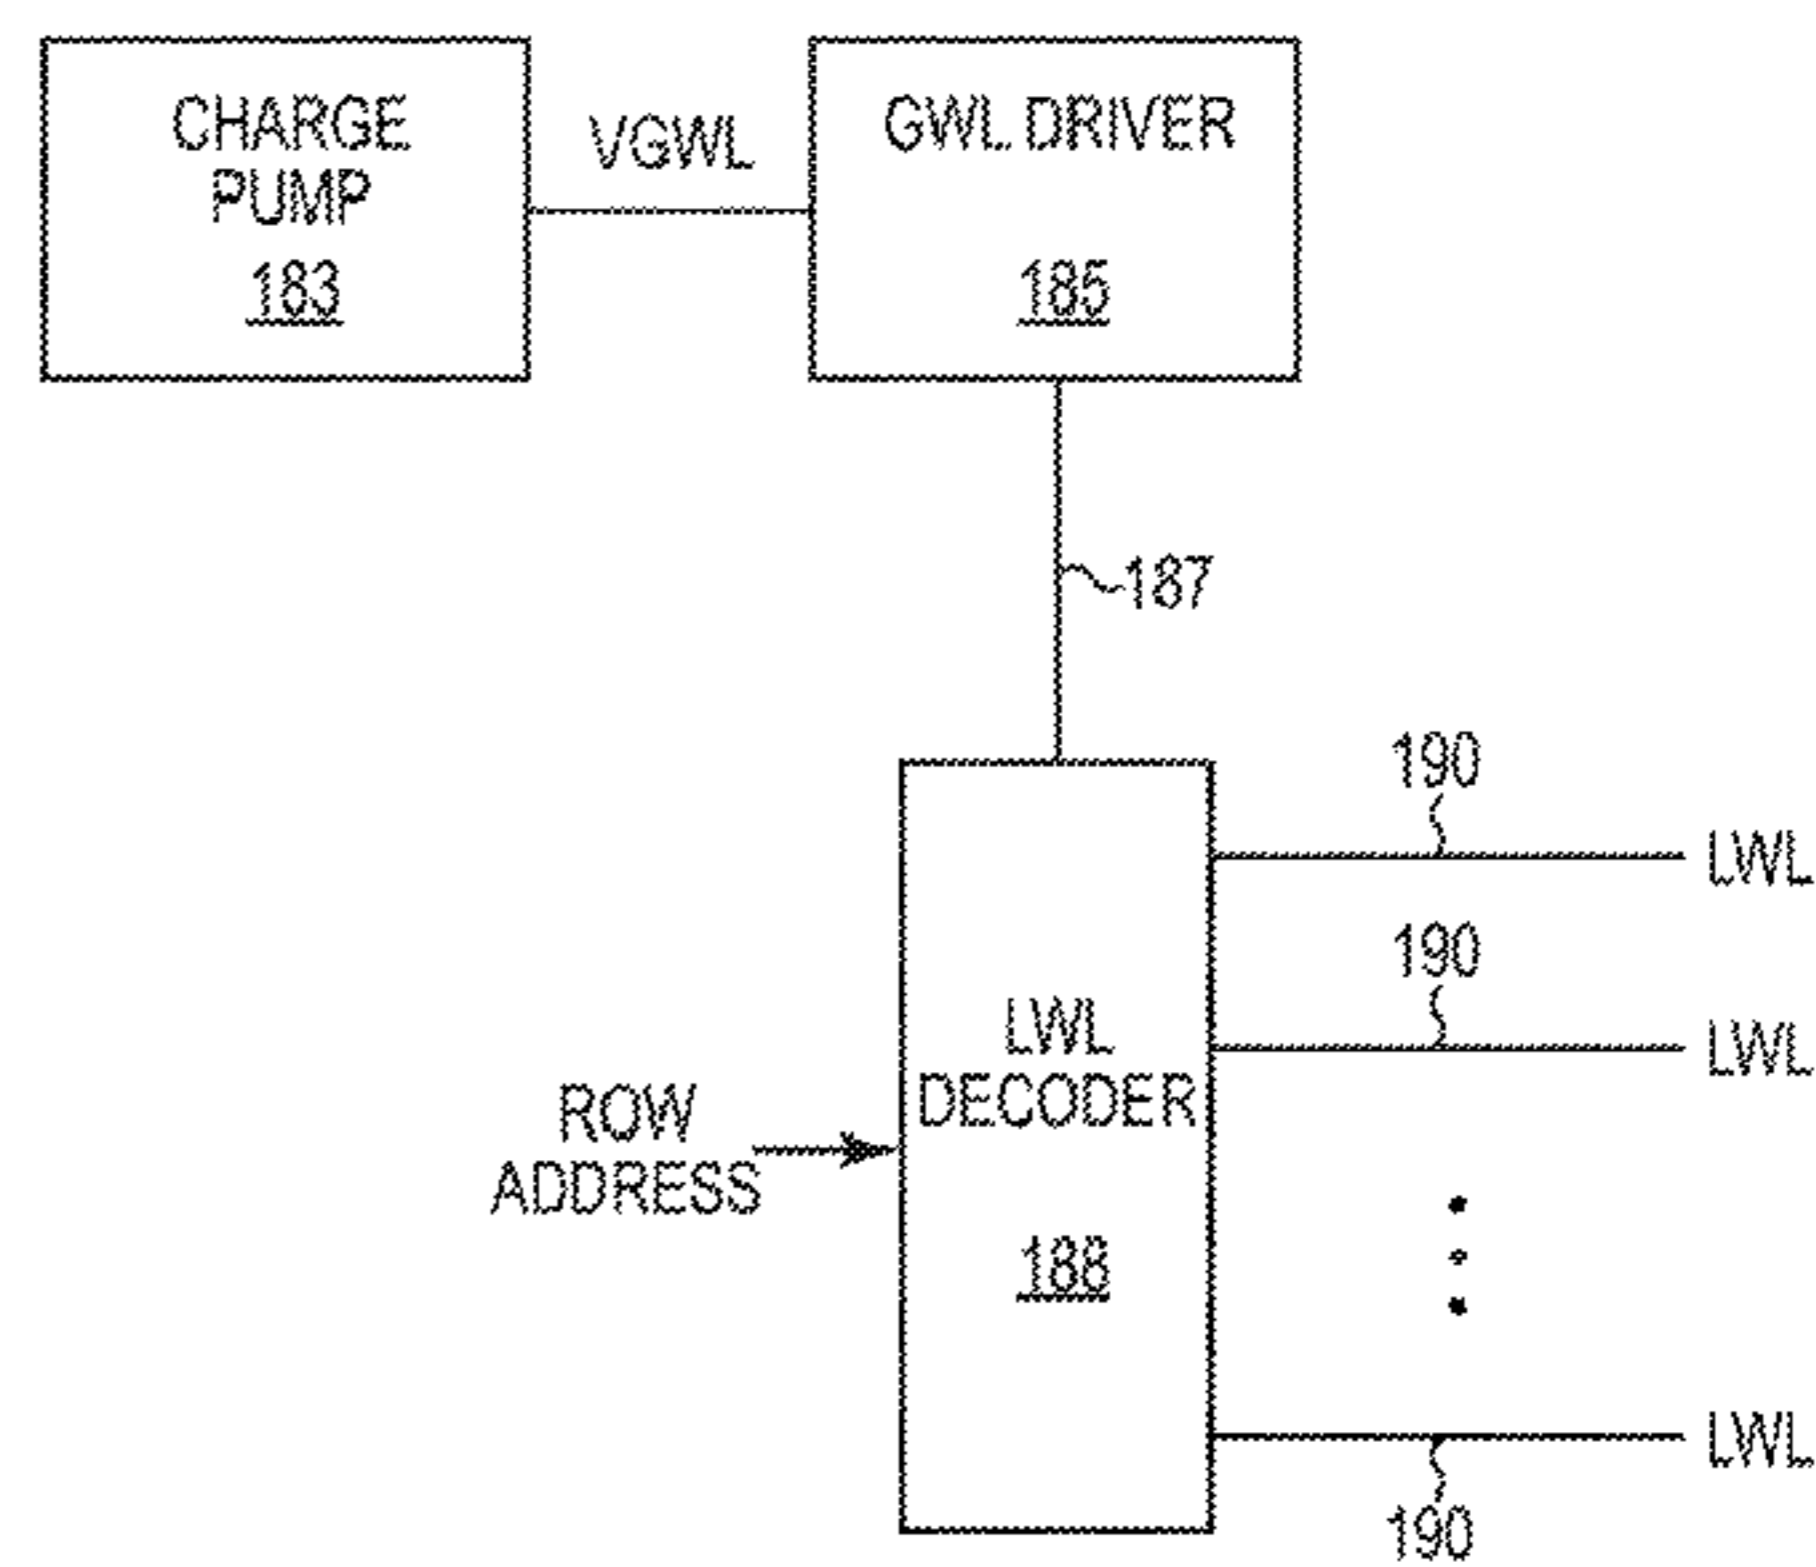 CHARGE
PUMP
183
VGWL
GWL DRIVER
185
187
190
LWL
190
LWL
LWL
DECODER
188
ROW
ADDRESS
LWL
190